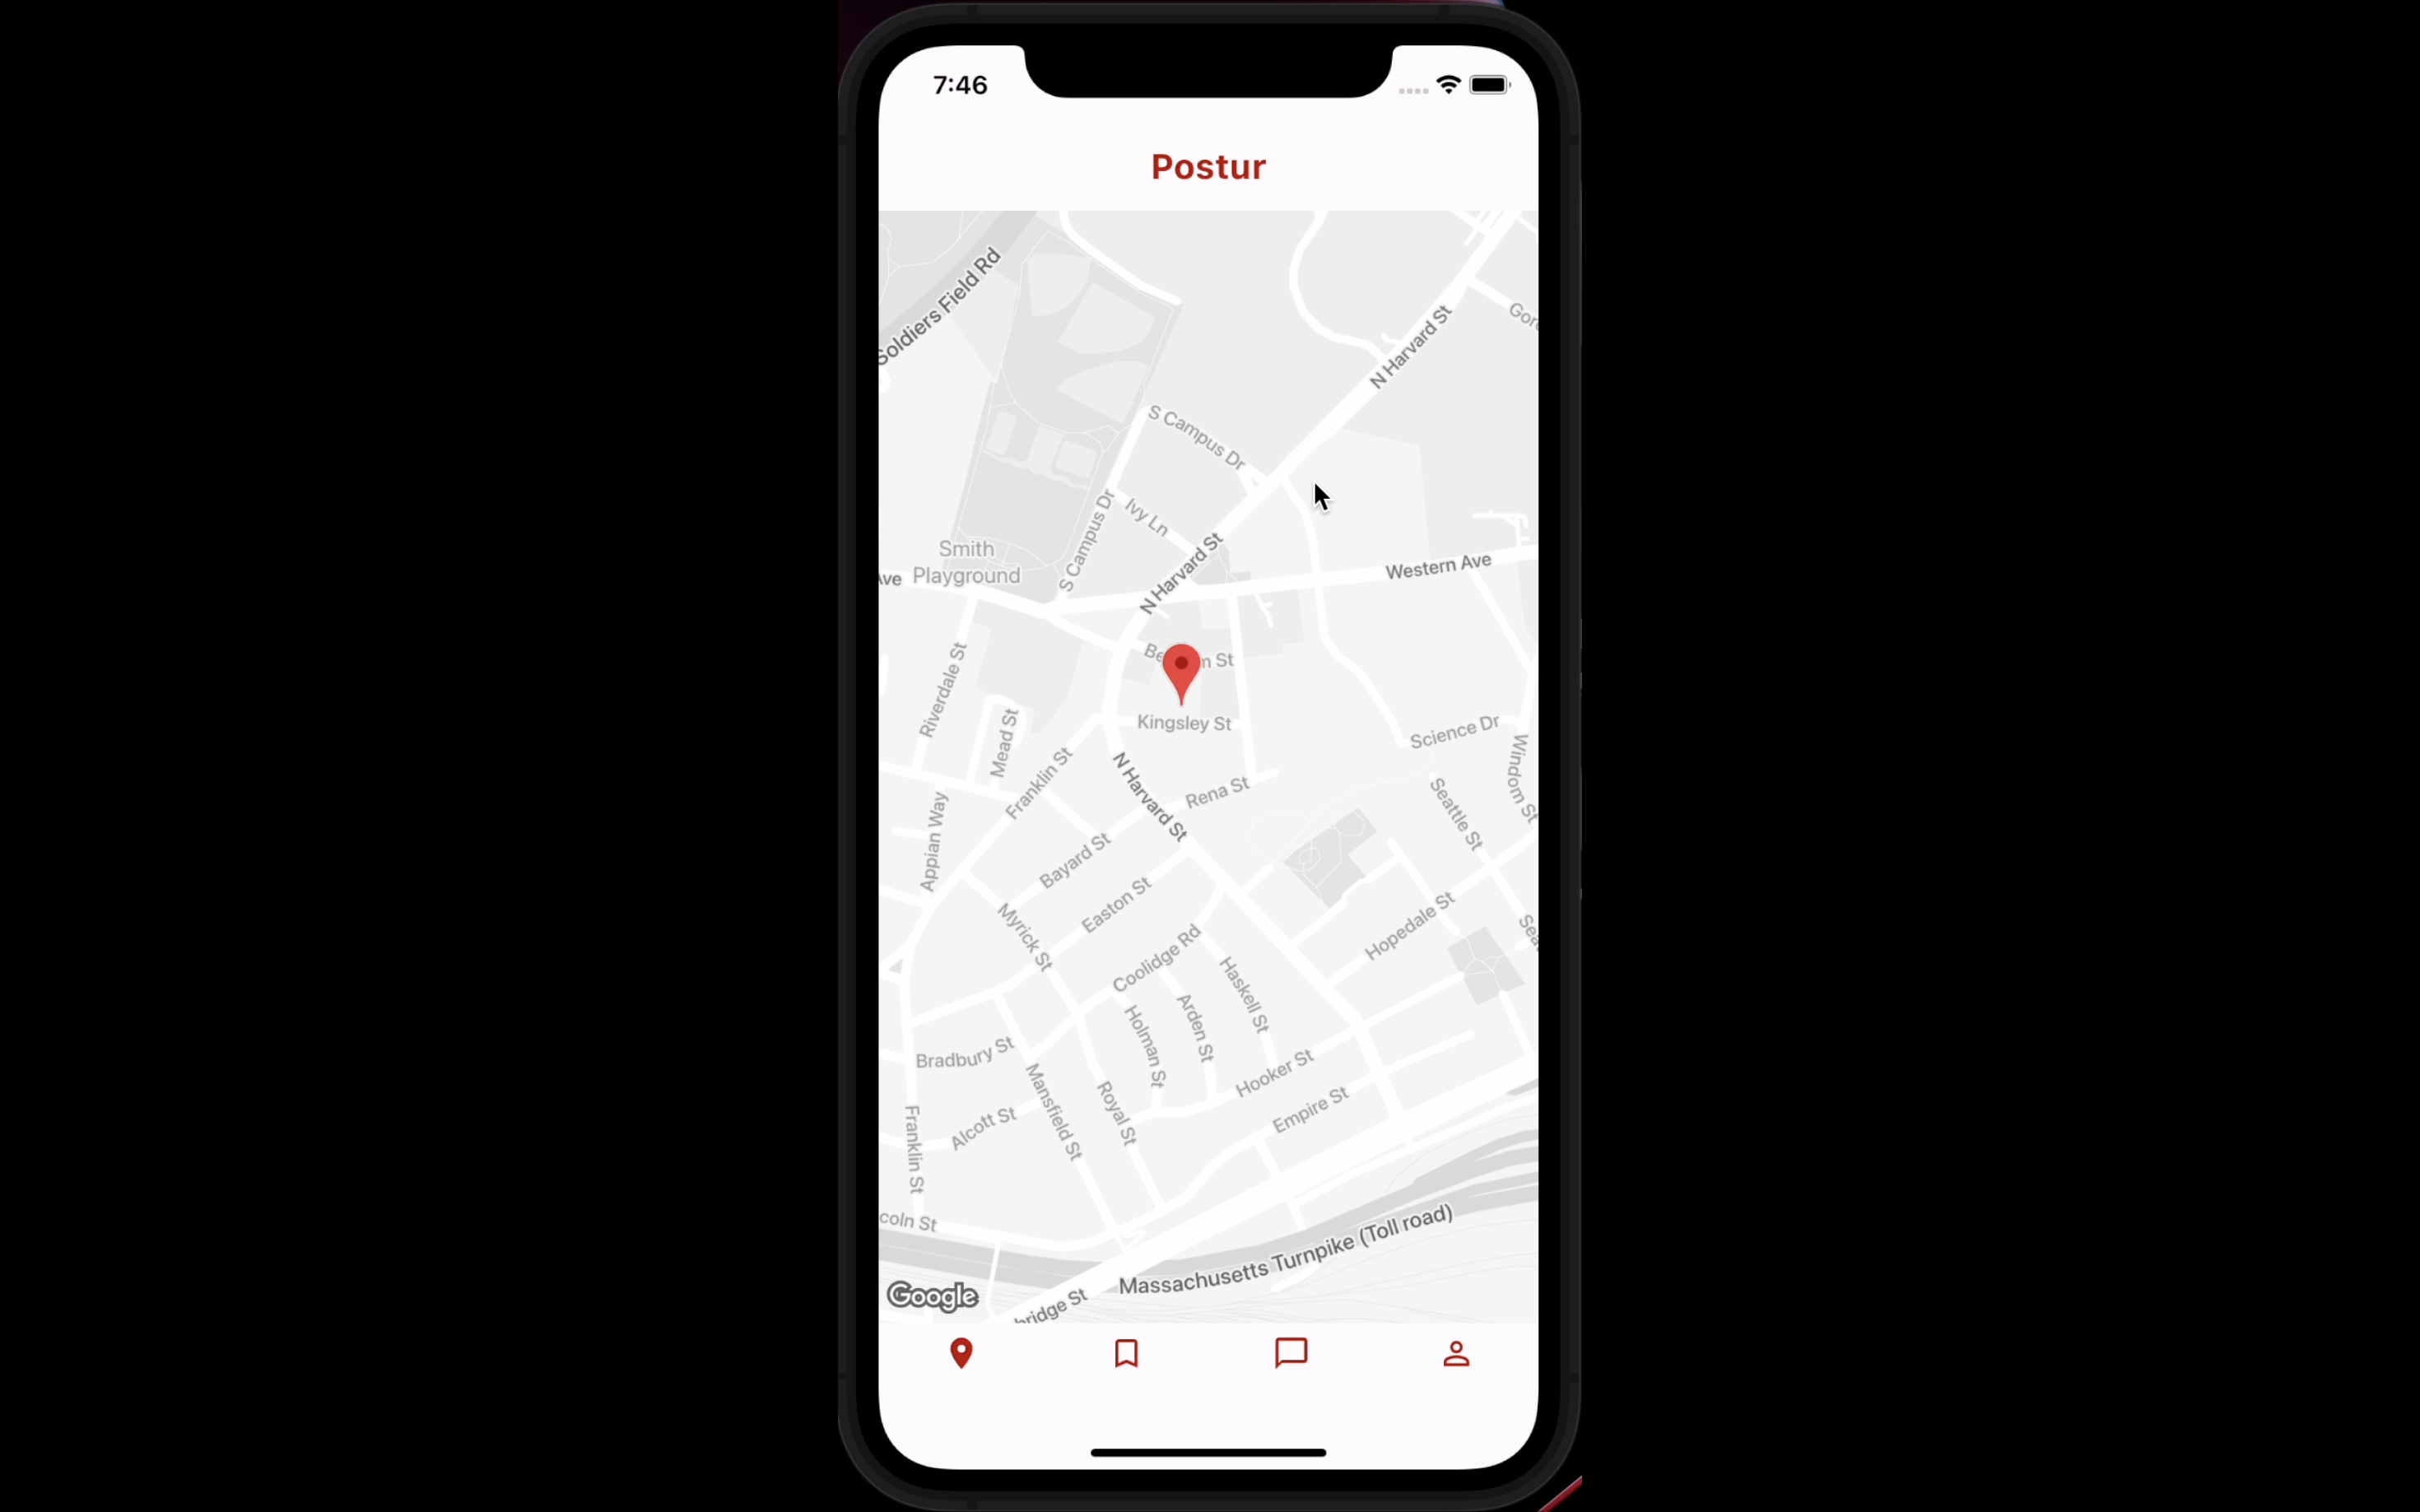 7:46
Postur
Soldiers Field Rd
N Harvard St
S Campus Dr
S Campus Dr
Ivy Ln
N Harvard St
Smith
Playground
Ave
Western Ave
St
Kingsley St
Riverdale St
Mead St
Franklin St
N Harvard St
Rena St
Science Dr
Windom St
Seattle St
Appian Way
Bayard St
Easton St
Myrick St
Coolidge Rd
Hopedale St
Haskell St
Arden St
Holman St
Bradbury St
Hooker St
Mansfield St
Royal St
Empire St
Alcott St
Franklin St
coln St
Massachusetts Turnpike (Toll road)
Google
bridge St